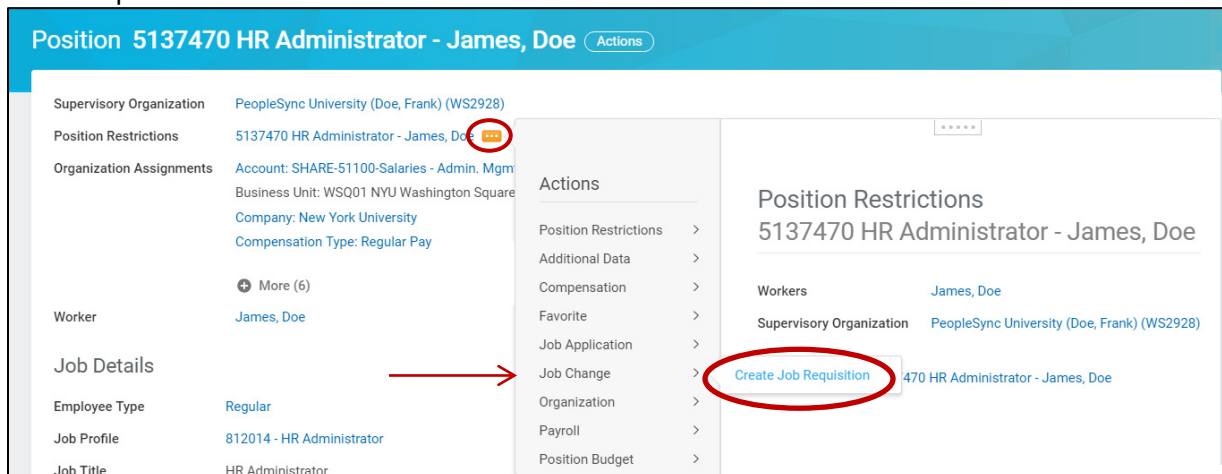 Position 5137470 HR Administrator - James, Doe Actions
Supervisory Organization PeopleSync University (Doe, Frank) (WS2928)
Position Restrictions 5137470 HR Administrator - James, Doe
Organization Assignments Account: SHARE-51100-Salaries - Admin. Mgm
Business Unit: WSQ01 NYU Washington Square
Company: New York University
Compensation Type: Regular Pay
More (6)
Worker James, Doe
Job Details
Employee Type Regular
Job Profile 812014 - HR Administrator
Job Title HR Administrator
Actions
Position Restrictions
Additional Data
Compensation
Favorite
Job Application
Job Change
Organization
Payroll
Position Budget
Position Restrictions
5137470 HR Administrator - James, Doe
Workers James, Doe
Supervisory Organization PeopleSync University (Doe, Frank) (WS2928)
Create Job Requisition 470 HR Administrator - James, Doe